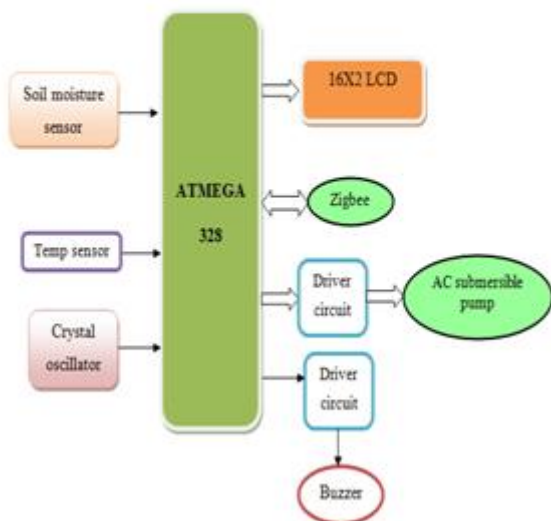 Soil moisture
sensor
Temp sensor
Crystal
oscillator
ATMEGA
328
16X2 LCD
Zigbee
Driver
circuit
AC submersible
pump
Driver
circuit
Buzzer